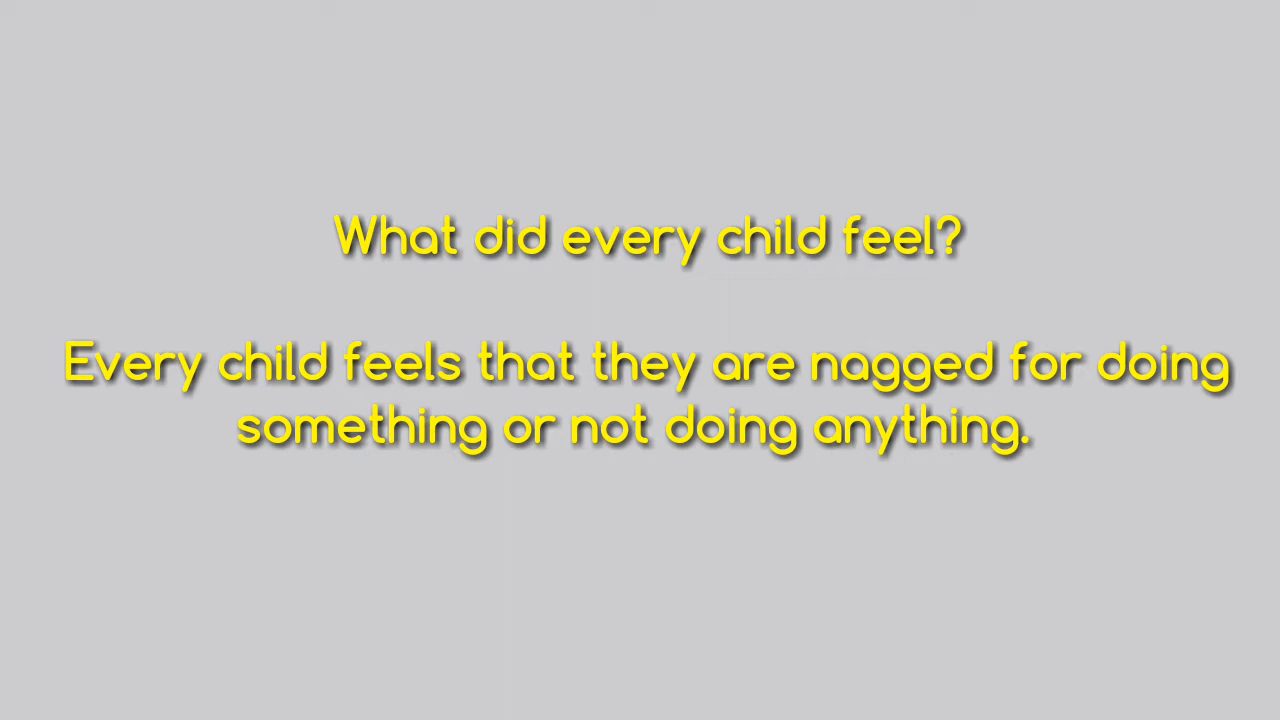 What did every child feel?
Every child feels that they are nagged for doing
something or not doing anything.